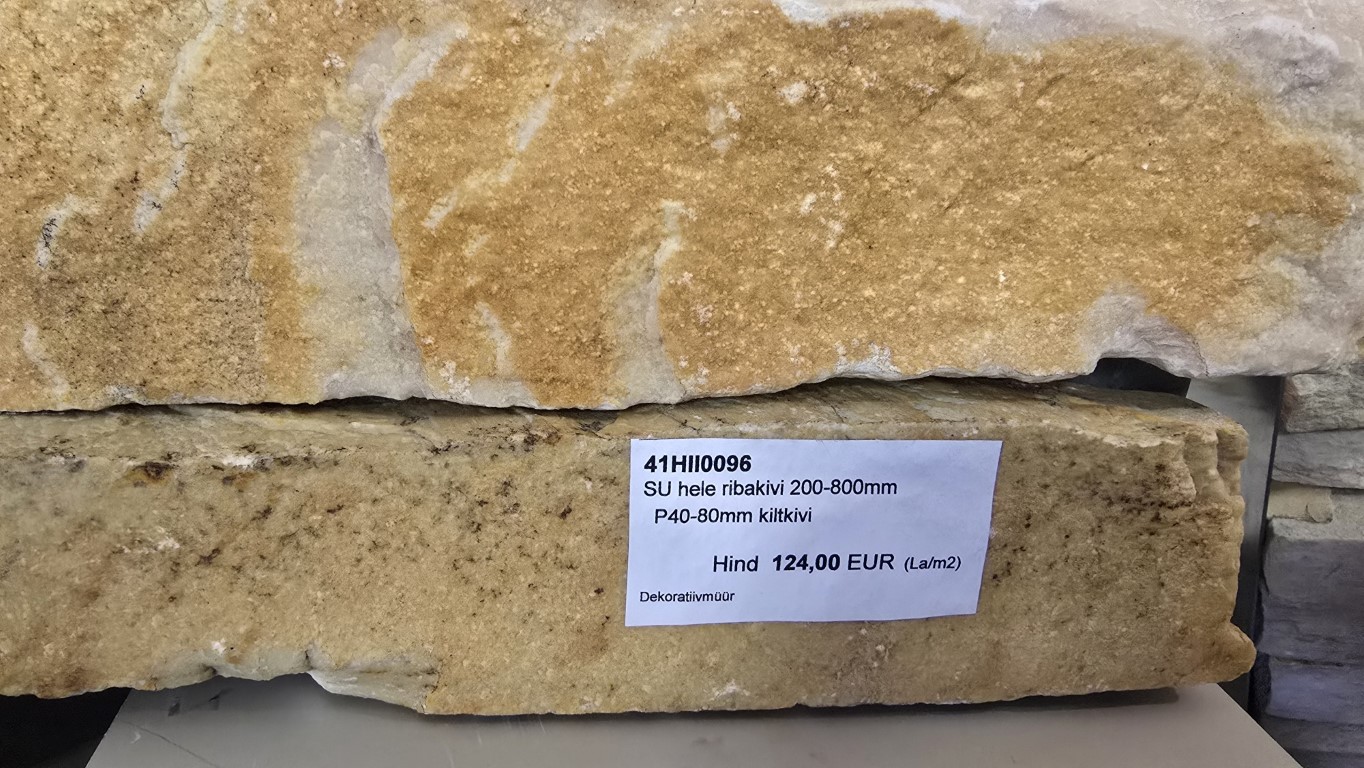 41HII0096
SU hele ribakivi 200-800mm
P40-80mm kiltkivi
Hind 124,00 EUR (La/m2)
Dekoratiivmüür